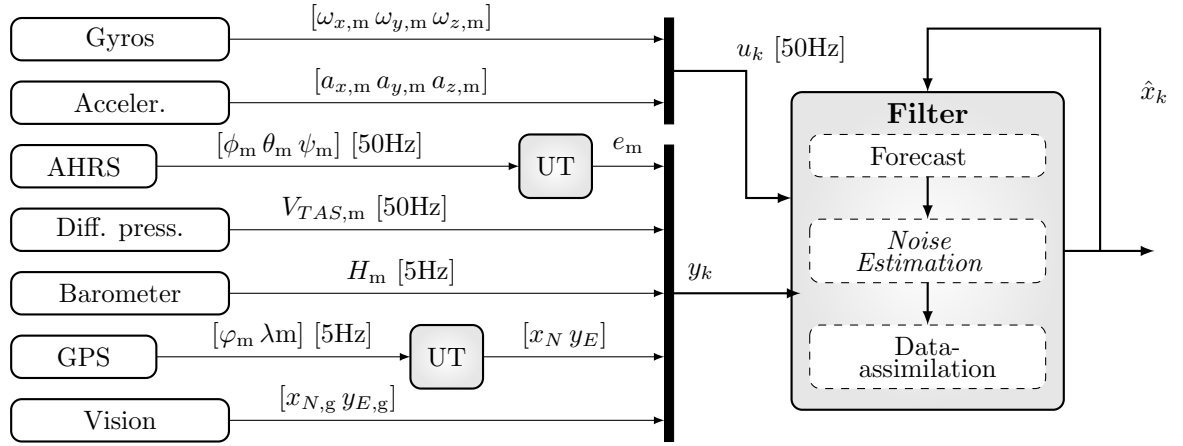 Gyros
[ω_{x,m} ω_{y,m} ω_{z,m}]
Acceler.
[a_{x,m} a_{y,m} a_{z,m}]
u_k [50Hz]
x̂_k
AHRS
[ϕ_m θ_m ψ_m] [50Hz]
UT
e_m
Diff. press.
V_{TAS,m} [50Hz]
Barometer
H_m [5Hz]
y_k
GPS
[φ_m λm] [5Hz]
UT
[x_N y_E]
Vision
[x_{N,g} y_{E,g}]
Filter
Forecast
Noise
Estimation
Data-
assimilation